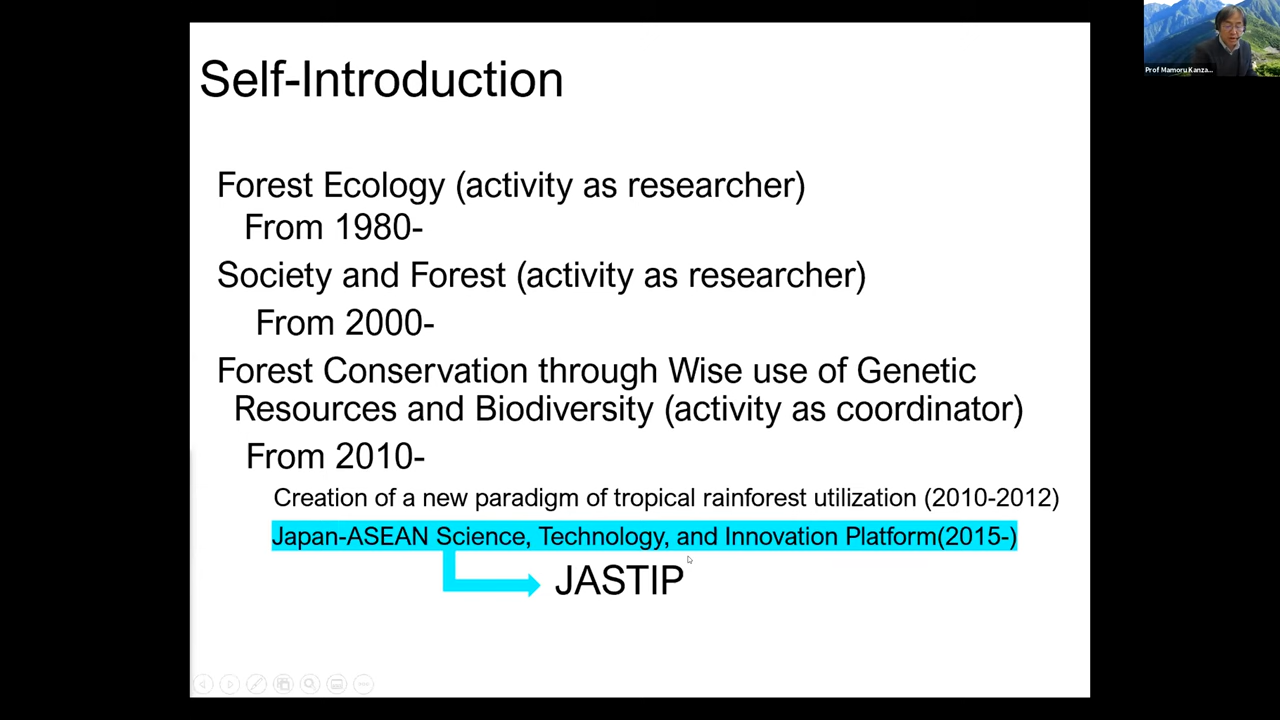 Self-Introduction
Prof Mamoru Kanza...
Forest Ecology (activity as researcher)
From 1980-
Society and Forest (activity as researcher)
From 2000-
Forest Conservation through Wise use of Genetic
Resources and Biodiversity (activity as coordinator)
From 2010-
Creation of a new paradigm of tropical rainforest utilization (2010-2012)
Japan-ASEAN Science, Technology, and Innovation Platform(2015-)
JASTIP